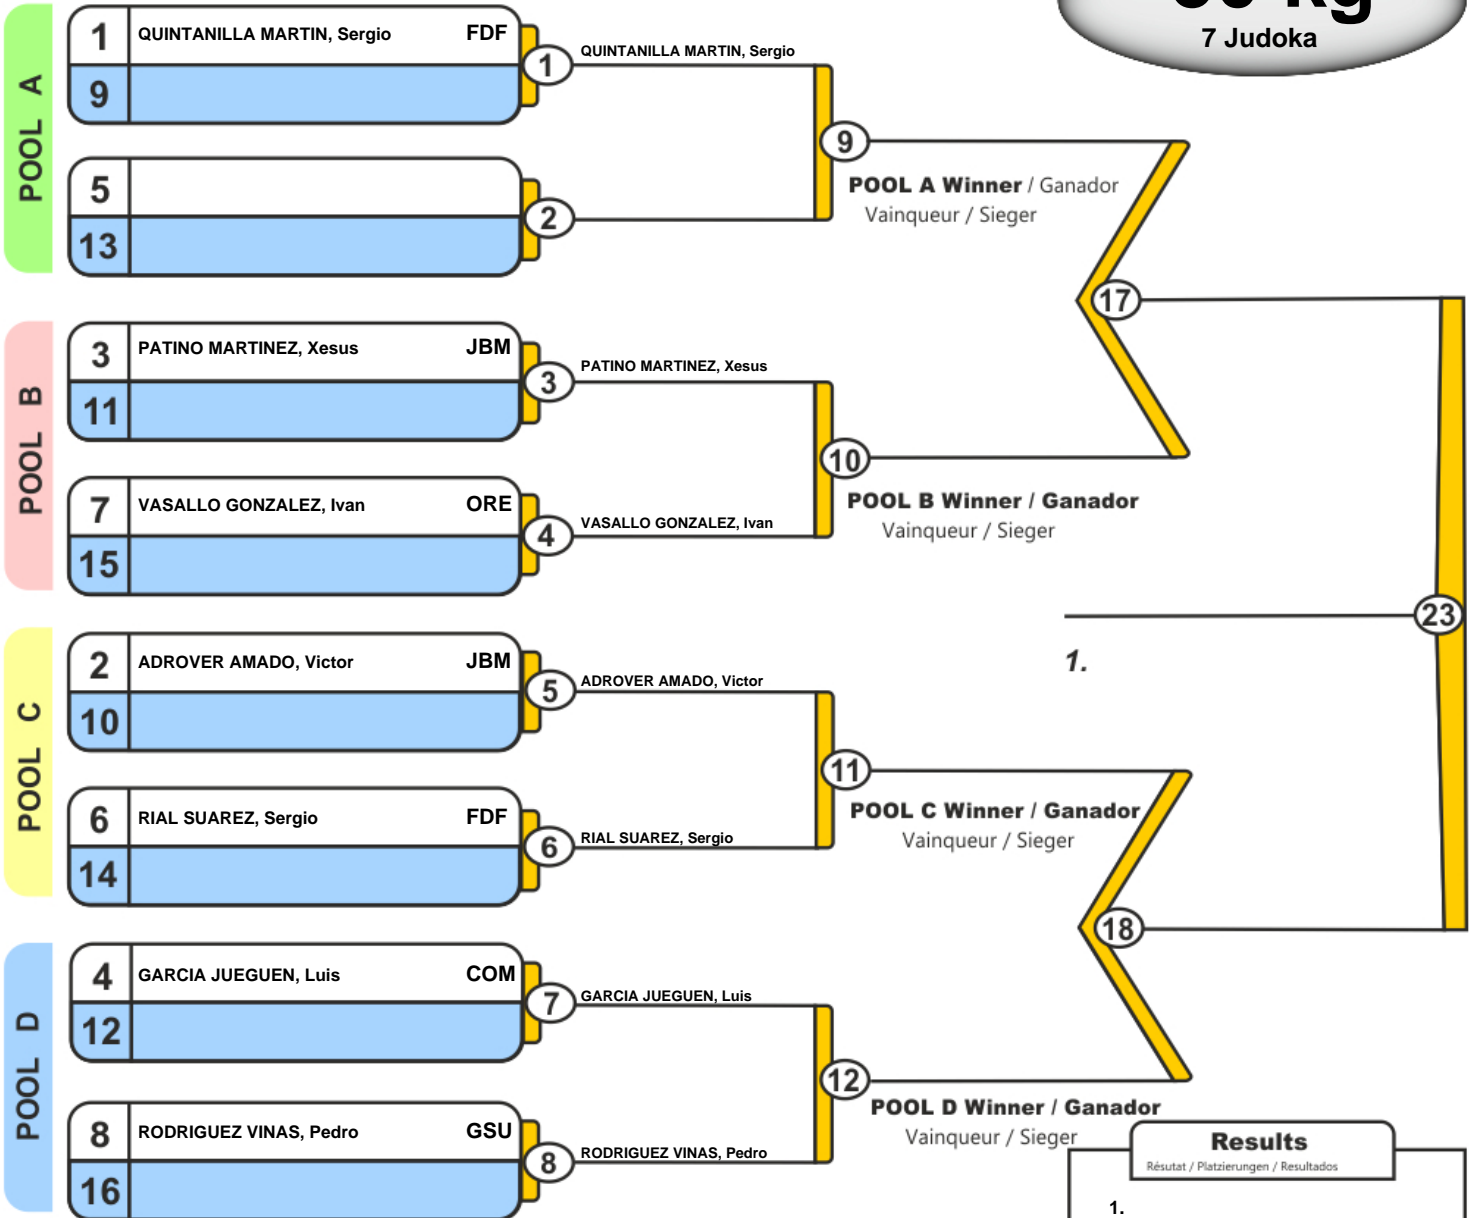 7 Judoka
POOL A
1 QUINTANILLA MARTIN, Sergio FDF
9
1
QUINTANILLA MARTIN, Sergio
5
13
2
9
POOL A Winner / Ganador
Vainqueur / Sieger
17
POOL B
3 PATINO MARTINEZ, Xesus JBM
11
3
PATINO MARTINEZ, Xesus
7 VASALLO GONZALEZ, Ivan ORE
15
4
VASALLO GONZALEZ, Ivan
10
POOL B Winner / Ganador
Vainqueur / Sieger
23
1.
POOL C
2 ADROVER AMADO, Victor JBM
10
5
ADROVER AMADO, Victor
6 RIAL SUAREZ, Sergio FDF
14
6
RIAL SUAREZ, Sergio
11
POOL C Winner / Ganador
Vainqueur / Sieger
18
POOL D
4 GARCIA JUEGUEN, Luis COM
12
7
GARCIA JUEGUEN, Luis
8 RODRIGUEZ VINAS, Pedro GSU
16
8
RODRIGUEZ VINAS, Pedro
12
POOL D Winner / Ganador
Vainqueur / Sieger
Results
Résutat / Platzierungen / Resultados
1.